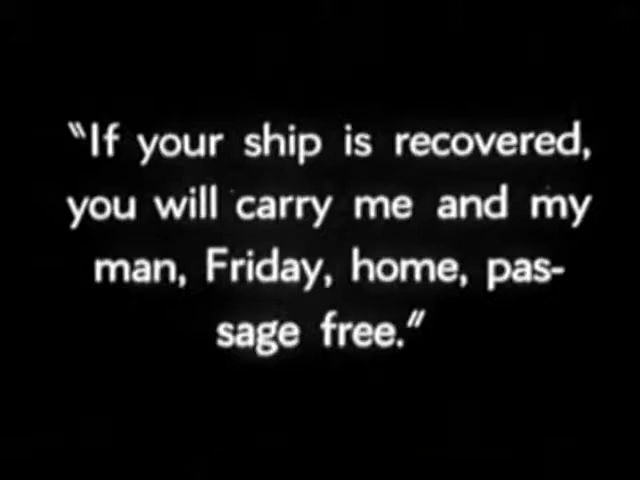 "If your ship is recovered,
you will carry me and my
man, Friday, home, pas-
sage free."